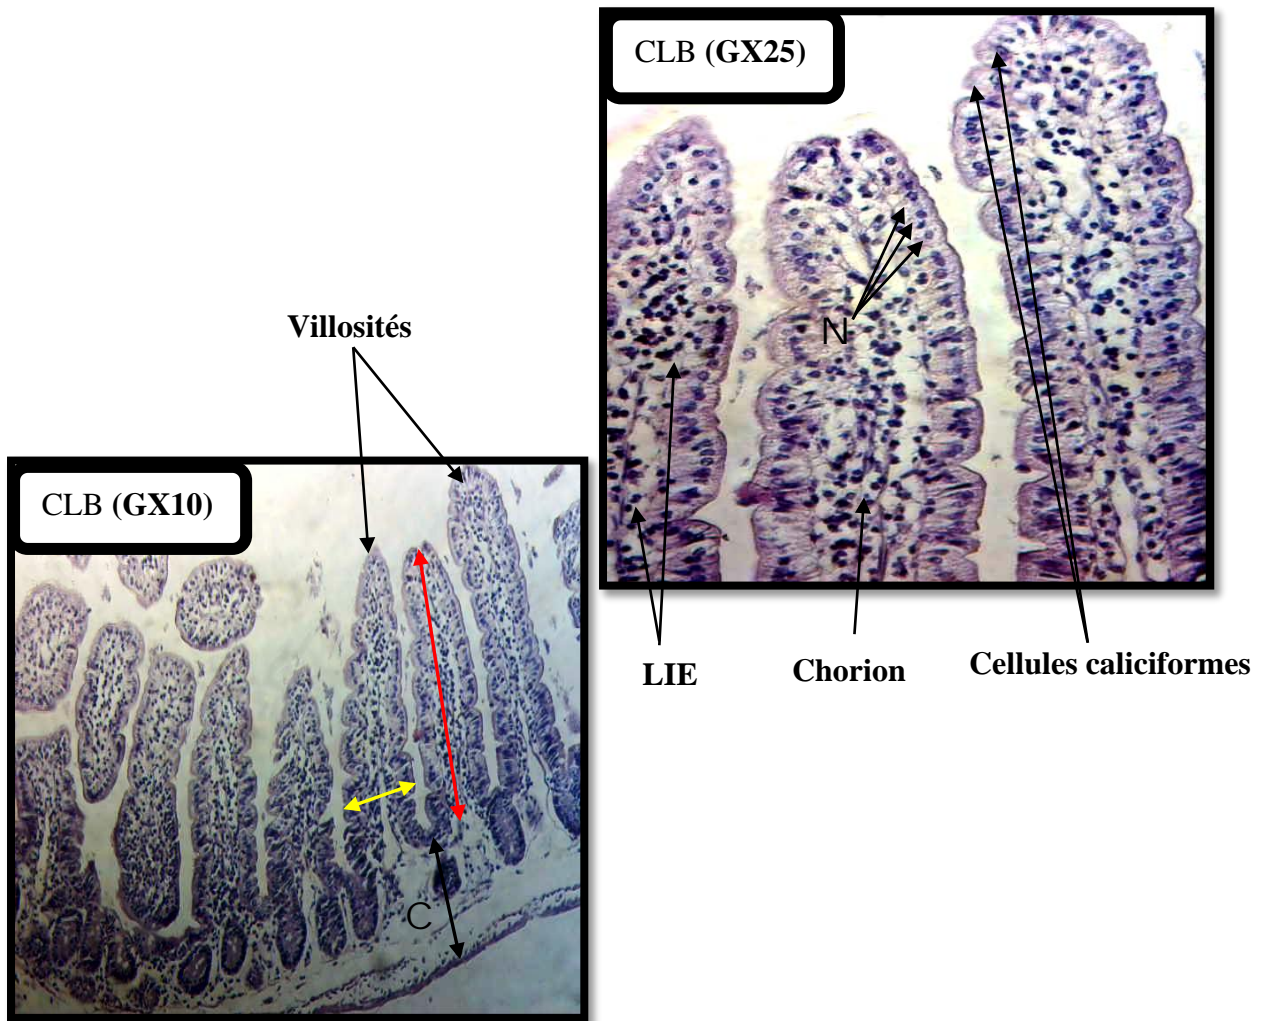 CLB (GX25)
N
Villosités
CLB (GX10)
C
LIE
Chorion
Cellules caliciformes